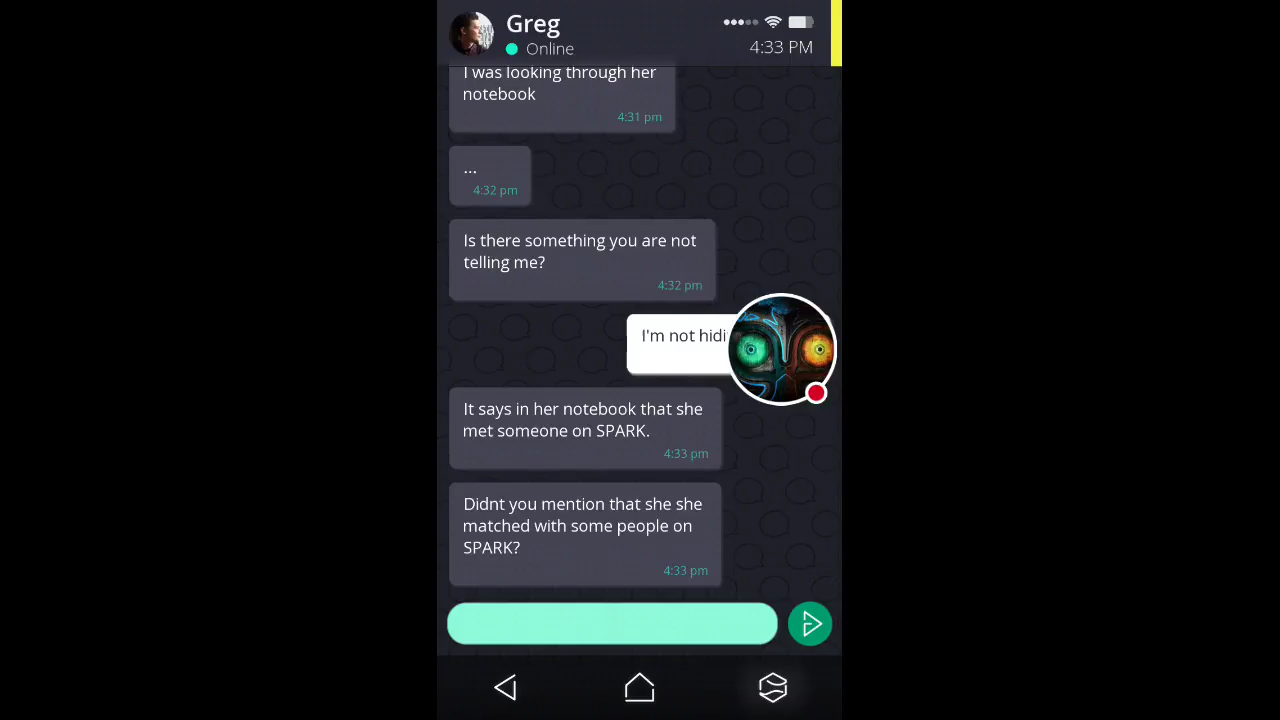 Greg
Online
4:33 PM
I was looking through her
notebook
4:31 pm
...
4:32 pm
Is there something you are not
telling me?
4:32 pm
I'm not
It says in her notebook that she
met someone on SPARK.
4:33 pm
Didnt you mention that she she
matched with some people on
SPARK?
4:33 pm